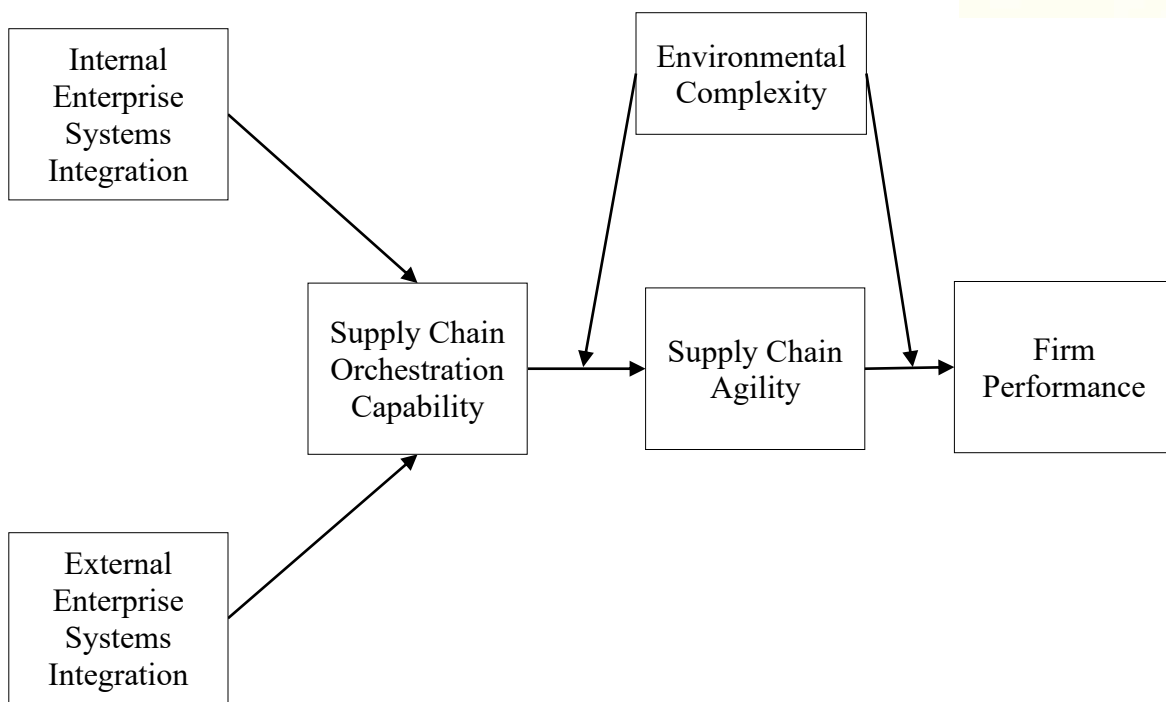 Internal
Enterprise
Systems
Integration
Environmental
Complexity
Supply Chain
Orchestration
Capability
Supply Chain
Agility
Firm
Performance
External
Enterprise
Systems
Integration